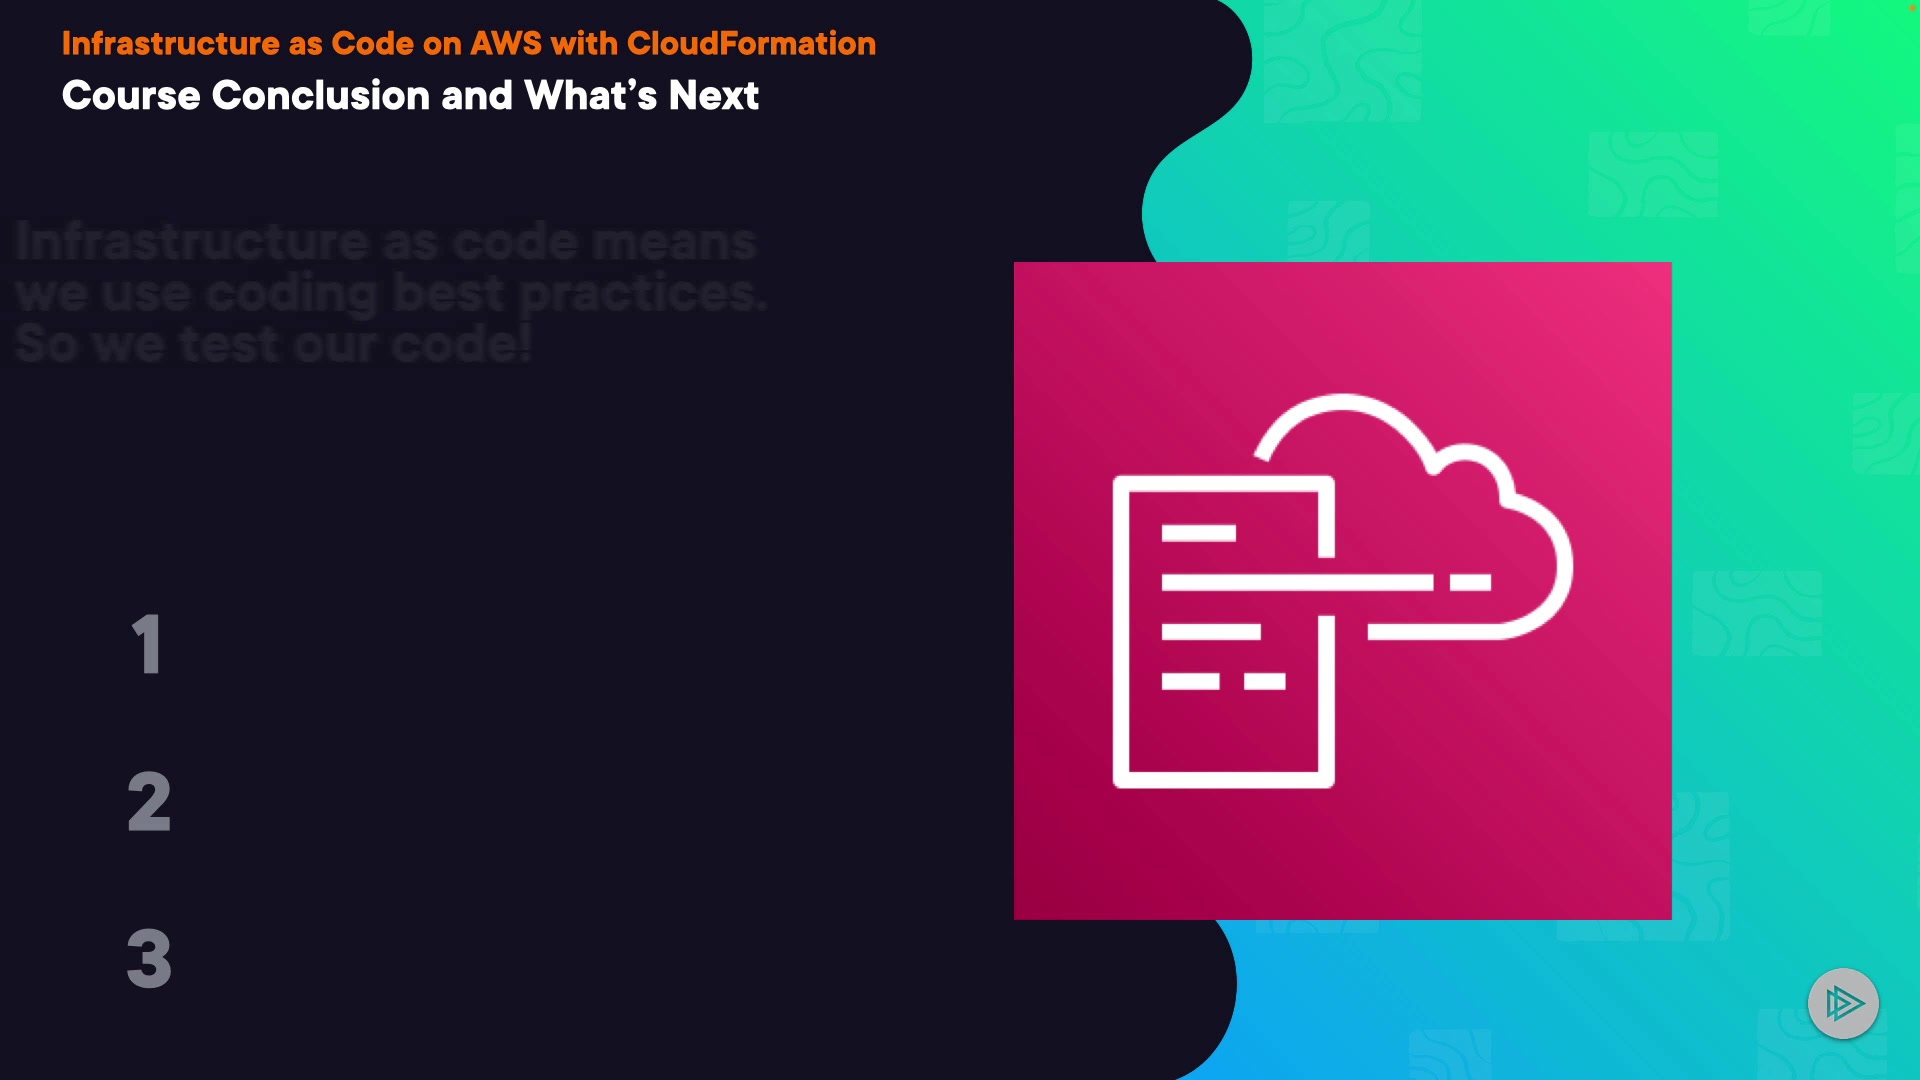 Infrastructure as Code on AWS with CloudFormation
Course Conclusion and What’s Next
Infrastructure as code means
we use coding best practices.
So we test our code!
1
2
3